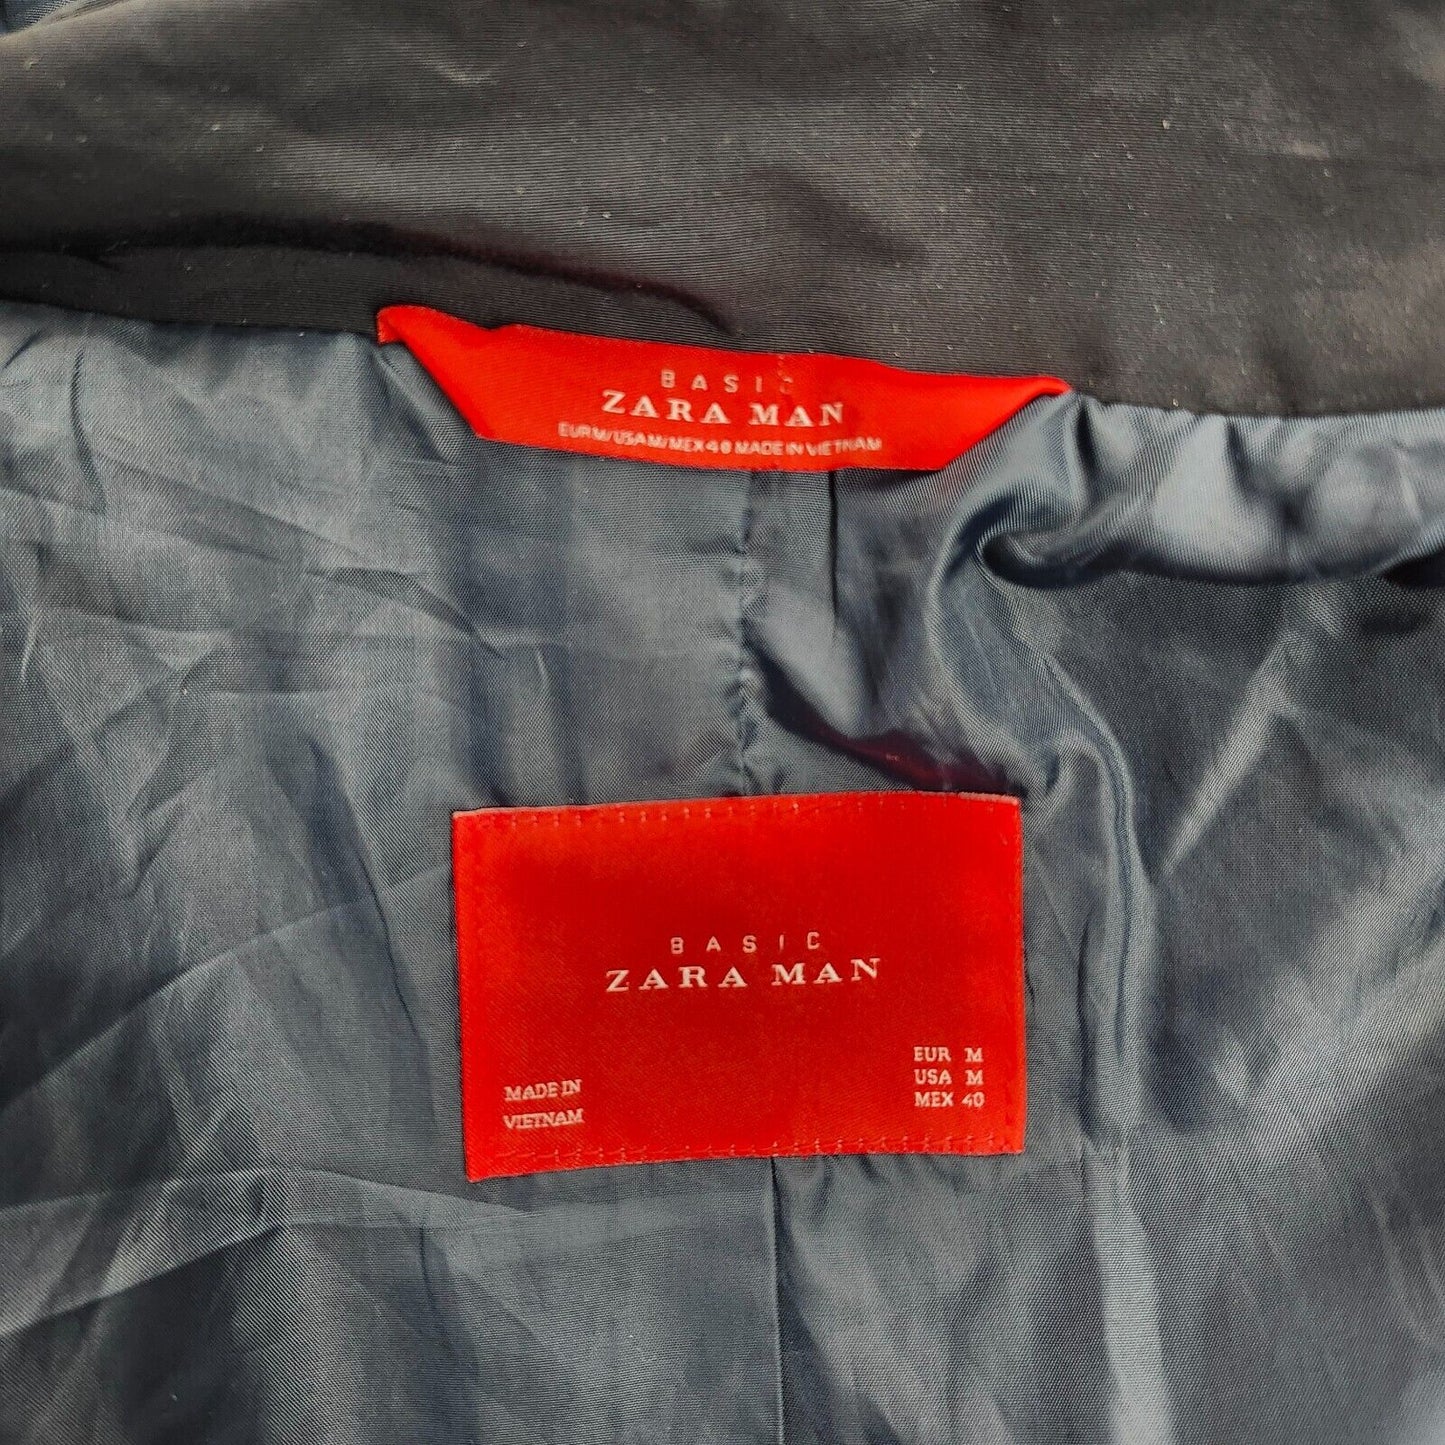 BASIC
ZARA MAN
EUR M/USA M/MEX 40 MADE IN VIETNAM
BASIC
ZARA MAN
MADE IN
VIETNAM
EUR M
USA M
MEX 40